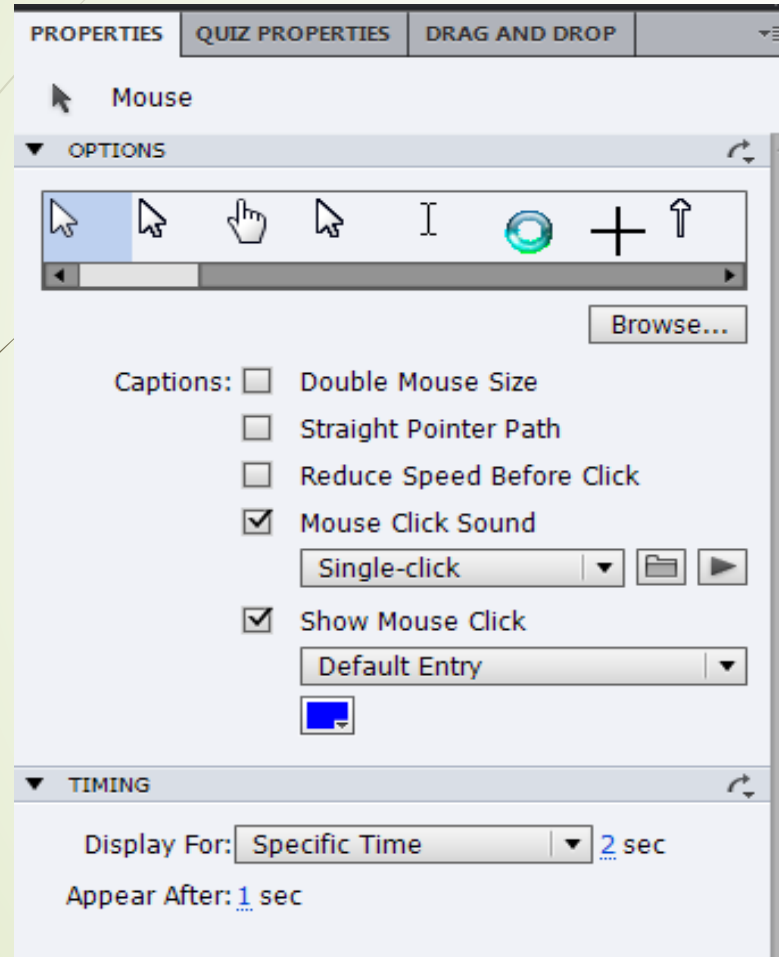 PROPERTIES QUIZ PROPERTIES DRAG AND DROP
Mouse
OPTIONS
Browse...
Captions: Double Mouse Size
Straight Pointer Path
Reduce Speed Before Click
Mouse Click Sound
Single-click
Show Mouse Click
Default Entry
TIMING
Display For: Specific Time 2 sec
Appear After: 1 sec